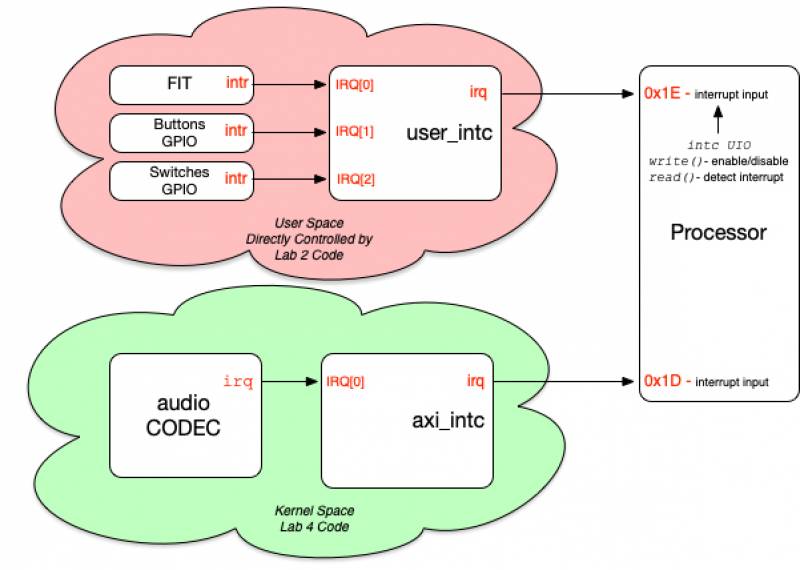 FIT
intr
IRQ[0]
irq
Buttons
GPIO
intr
IRQ[1]
user_intc
Switches
GPIO
intr
IRQ[2]
User Space
Directly Controlled by
Lab 2 Code
0x1E - interrupt input
intc UIO
write()- enable/disable
read()- detect interrupt
Processor
0x1D - interrupt input
irq
audio
CODEC
IRQ[0]
irq
axi_intc
Kernel Space
Lab 4 Code